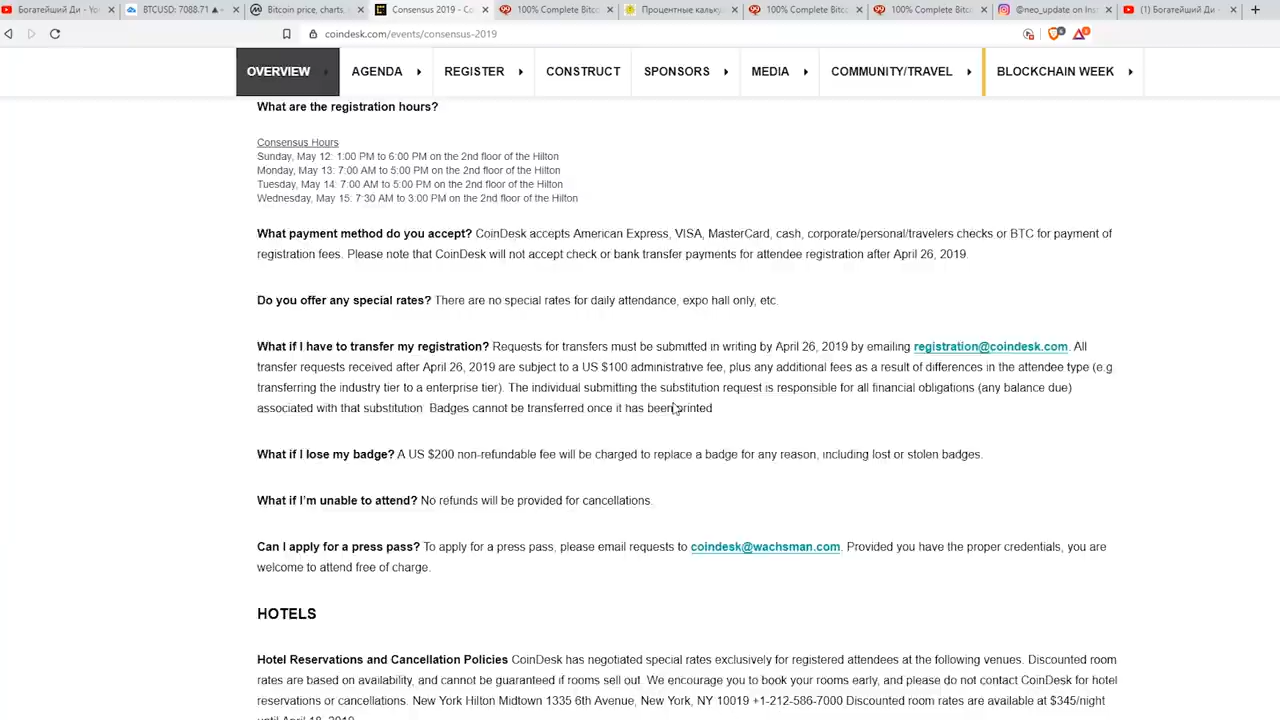 Богатейший Ди - Yo
BTCUSD: 7088.71 ▲
Bitcoin price, charts,
Consensus 2019 - Co
100% Complete Bitco
Процентные кальку
100% Complete Bitco
100% Complete Bitco
@neo_update on Inst
(1) Богатейший Ди -
coindesk.com/events/consensus-2019
OVERVIEW
AGENDA
REGISTER
CONSTRUCT
SPONSORS
MEDIA
COMMUNITY/TRAVEL
BLOCKCHAIN WEEK
What are the registration hours?
Consensus Hours
Sunday, May 12: 1:00 PM to 6:00 PM on the 2nd floor of the Hilton
Monday, May 13: 7:00 AM to 5:00 PM on the 2nd floor of the Hilton
Tuesday, May 14: 7:00 AM to 5:00 PM on the 2nd floor of the Hilton
Wednesday, May 15: 7:30 AM to 3:00 PM on the 2nd floor of the Hilton
What payment method do you accept? CoinDesk accepts American Express, VISA, MasterCard, cash, corporate/personal/travelers checks or BTC for payment of
registration fees. Please note that CoinDesk will not accept check or bank transfer payments for attendee registration after April 26, 2019.
Do you offer any special rates? There are no special rates for daily attendance, expo hall only, etc.
What if I have to transfer my registration? Requests for transfers must be submitted in writing by April 26, 2019 by emailing registration@coindesk.com. All
transfer requests received after April 26, 2019 are subject to a US $100 administrative fee, plus any additional fees as a result of differences in the attendee type (e.g
transferring the industry tier to a enterprise tier). The individual submitting the substitution request is responsible for all financial obligations (any balance due)
associated with that substitution Badges cannot be transferred once it has been printed
What if I lose my badge? A US $200 non-refundable fee will be charged to replace a badge for any reason, including lost or stolen badges.
What if I'm unable to attend? No refunds will be provided for cancellations.
Can I apply for a press pass? To apply for a press pass, please email requests to coindesk@wachsman.com. Provided you have the proper credentials, you are
welcome to attend free of charge.
HOTELS
Hotel Reservations and Cancellation Policies CoinDesk has negotiated special rates exclusively for registered attendees at the following venues. Discounted room
rates are based on availability, and cannot be guaranteed if rooms sell out. We encourage you to book your rooms early, and please do not contact CoinDesk for hotel
reservations or cancellations. New York Hilton Midtown 1335 6th Avenue, New York, NY 10019 +1-212-586-7000 Discounted room rates are available at $345/night
until April 18, 2019